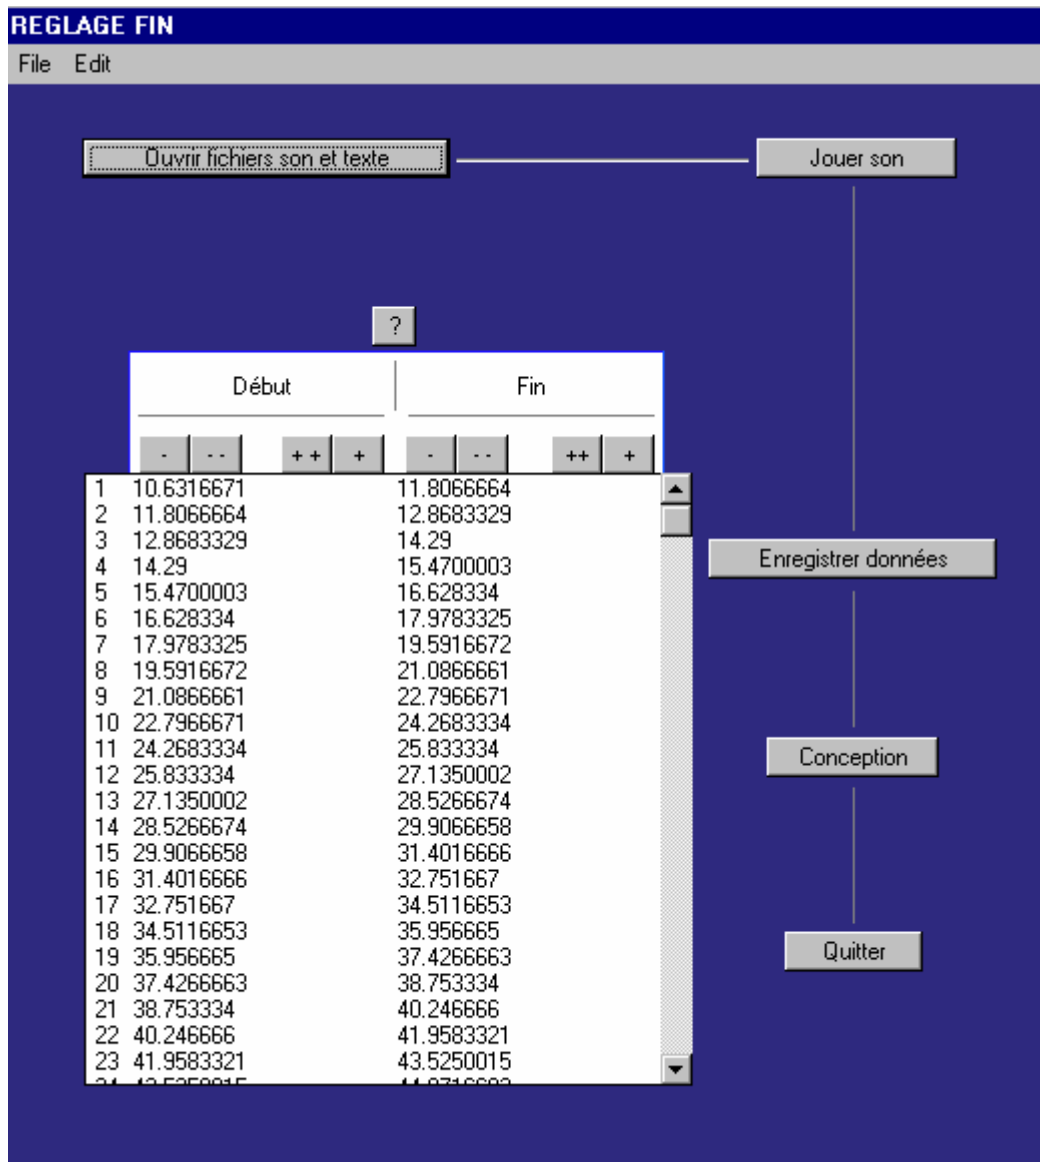 REGLAGE FIN
File Edit
Ouvrir fichiers son et texte
Jouer son
?
Début Fin
- -- ++ + - -- ++ +
1 10.6316671 11.8066664
2 11.8066664 12.8683329
3 12.8683329 14.29
4 14.29 15.4700003
5 15.4700003 16.628334
6 16.628334 17.9783325
7 17.9783325 19.5916672
8 19.5916672 21.0866661
9 21.0866661 22.7966671
10 22.7966671 24.2683334
11 24.2683334 25.833334
12 25.833334 27.1350002
13 27.1350002 28.5266674
14 28.5266674 29.9066658
15 29.9066658 31.4016666
16 31.4016666 32.751667
17 32.751667 34.5116653
18 34.5116653 35.956665
19 35.956665 37.4266663
20 37.4266663 38.753334
21 38.753334 40.246666
22 40.246666 41.9583321
23 41.9583321 43.5250015
Enregistrer données
Conception
Quitter